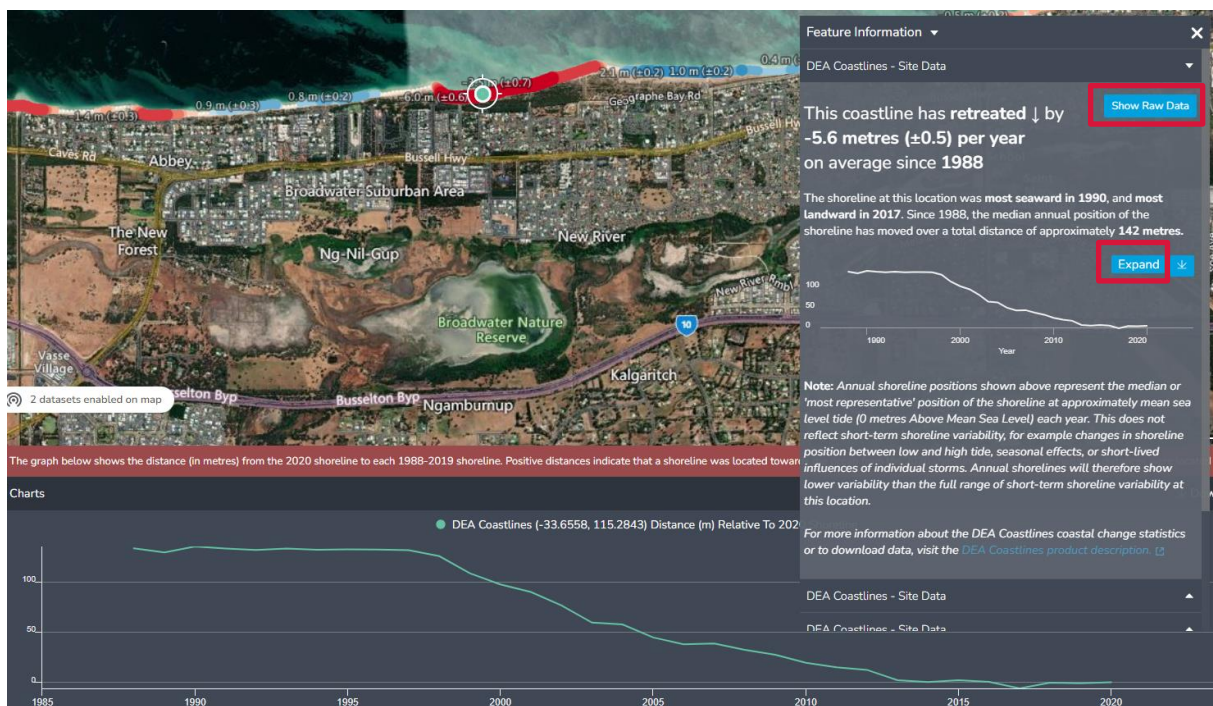 0.4 m (
2.1 m (±0.2)
1.0 m (±0.2)
(±0.7)
-6.0 m (±0.6)
0.8 m (±0.2)
0.9 m (±0.3)
-1.4 m (±0.3)
Geographe Bay Rd
Caves Rd
Abbey
Bussell Hwy
Broadwater Suburban
Area
The New
Forest
Ng-Nil-Gup
New River
New River Rmbl
Broadwater Nature
Reserve
10
Vasse
Village
Kalgaritch
Busselton Byp
Ngamburnup
2 datasets enabled on map
Feature Information
DEA Coastlines - Site Data
Show Raw Data
This coastline has retreated ↓ by
-5.6 metres (±0.5) per year
on average since 1988
The shoreline at this location was most seaward in 1990, and most
landward in 2017. Since 1988, the median annual position of the
shoreline has moved over a total distance of approximately 142 metres.
Expand
100
50
0
1990 2000 2010 2020
Year
Note: Annual shoreline positions shown above represent the median or
'most representative' position of the shoreline at approximately mean sea
level tide (0 metres Above Mean Sea Level) each year. This does not
reflect short-term shoreline variability, for example changes in shoreline
position between low and high tide, seasonal effects, or short-lived
influences of individual storms. Annual shorelines will therefore show
lower variability than the full range of short-term shoreline variability at
this location.
For more information about the DEA Coastlines coastal change statistics
or to download data, visit the DEA Coastlines product description.
DEA Coastlines - Site Data
DEA Coastlines - Site Data
The graph below shows the distance (in metres) from the 2020 shoreline to each 1988-2019 shoreline. Positive distances indicate that a shoreline was located towar
Charts
DEA Coastlines (-33.6558, 115.2843) Distance (m) Relative To 202
100
50
0
1985 1990 1995 2000 2005 2010 2015 2020